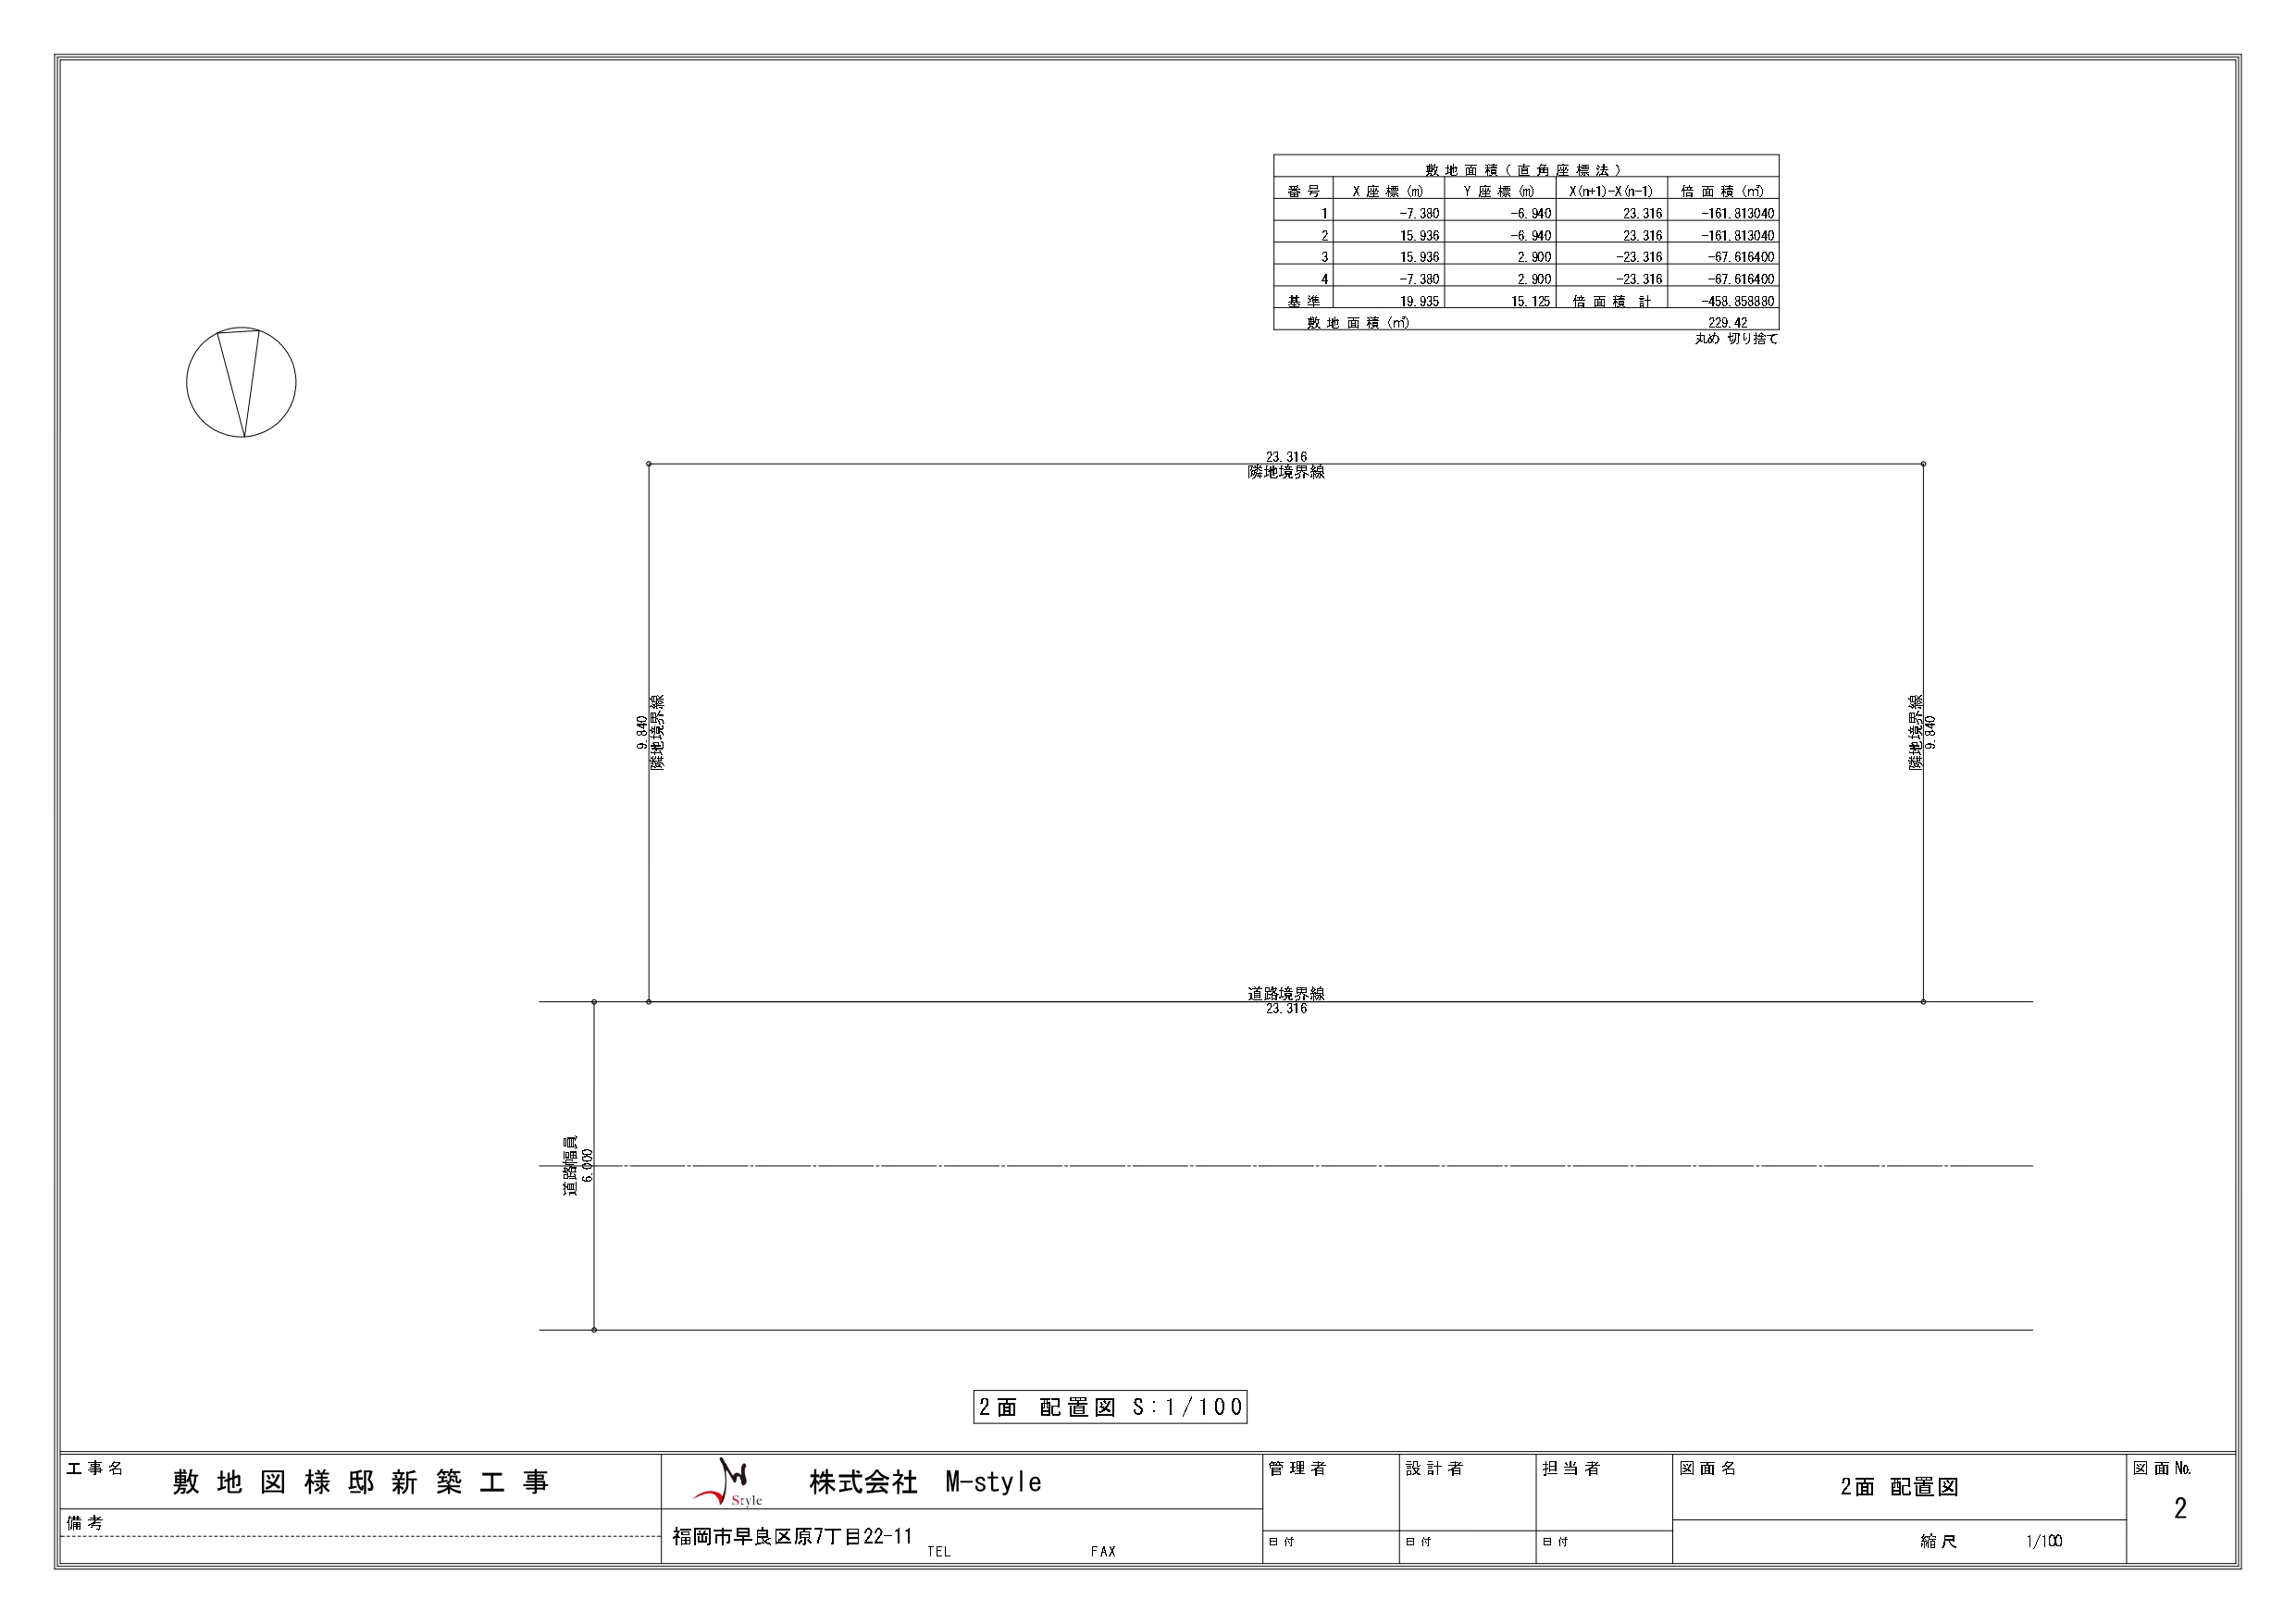 敷地面積(直角座標法)
番号 X座標(m) Y座標(m) X(n+1)-X(n-1) 倍面積(㎡)
1 -7.380 -6.940 23.316 -161.813040
2 15.936 -6.940 23.316 -161.813040
3 15.936 2.900 -23.316 -67.616400
4 -7.380 2.900 -23.316 -67.616400
基準 19.935 15.125 倍面積 計 -458.858880
敷地面積(㎡) 229.42
丸め 切り捨て
23.316
隣地境界線
9.840
隣地境界線
隣地境界線
9.840
道路境界線
23.316
道路幅員
6.000
2面 配置図 S:1/100
工事名 敷地図様邸新築工事
備考
Style
株式会社 M-style
福岡市早良区原7丁目22-11 TEL FAX
管理者 設計者 担当者
日付 日付 日付
図面名 2面 配置図
縮尺 1/100
図面№
2